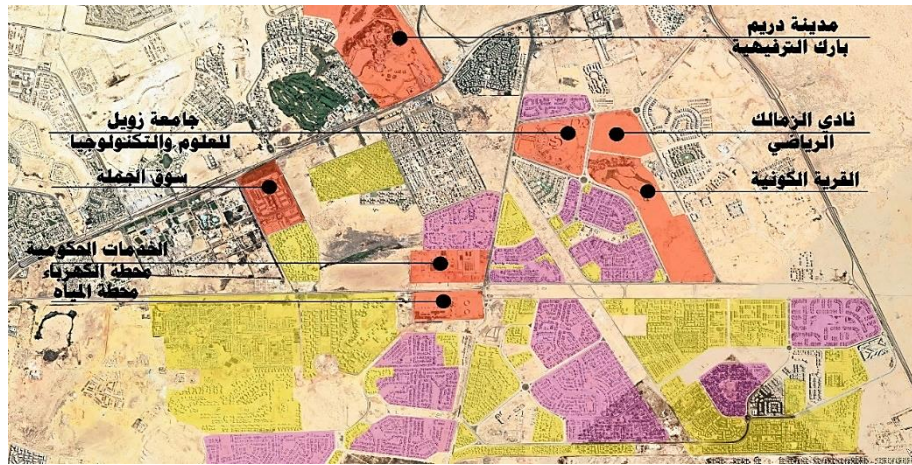 مدينة دريم
بارك الترفيهية
جامعة زويل
للعلوم والتكنولوجيا
نادي الزمالك
الرياضي
سوق الجملة
القرية الكونية
الخدمات الحكومية
محطة الكهرباء
محطة المياه